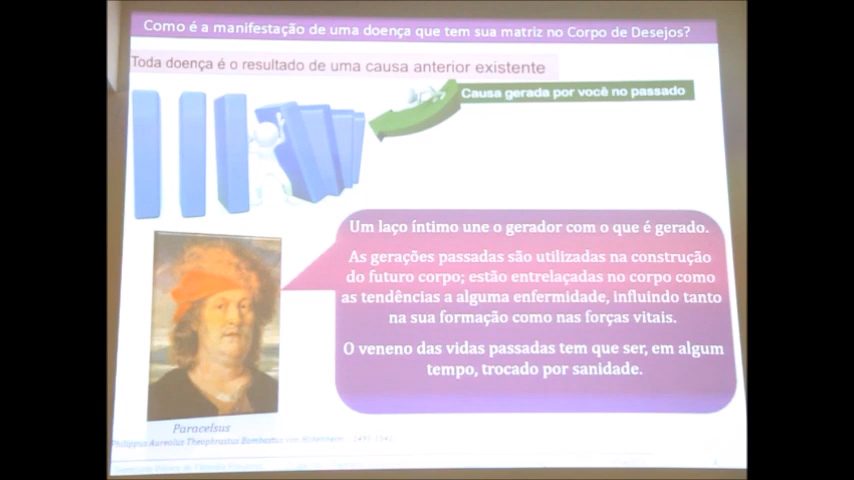 Como é a manifestação de uma doença que tem sua matriz no Corpo de Desejos?
Toda doença é o resultado de uma causa anterior existente
Causa gerada por você no passado
Um laço íntimo une o gerador com o que é gerado.
As gerações passadas são utilizadas na construção
do futuro corpo; estão entrelaçadas no corpo como
as tendências a alguma enfermidade, influindo tanto
na sua formação como nas forças vitais.
O veneno das vidas passadas tem que ser, em algum
tempo, trocado por sanidade.
Paracelsus
Philippus Aureolus Theophrastus Bombastus von